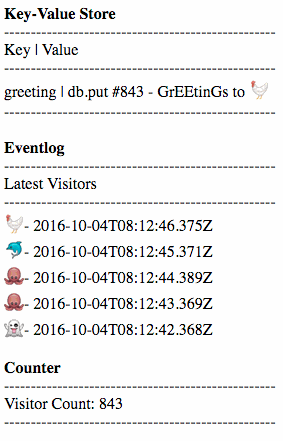 Key-Value Store
--------------------------------------------------------
Key | Value
--------------------------------------------------------
greeting | db.put #843 - GrEEtinGs to 🐓
--------------------------------------------------------
Eventlog
--------------------------------------------------------
Latest Visitors
--------------------------------------------------------
🐓- 2016-10-04T08:12:46.375Z
🐬- 2016-10-04T08:12:45.371Z
🐙- 2016-10-04T08:12:44.389Z
🐙- 2016-10-04T08:12:43.369Z
👻- 2016-10-04T08:12:42.368Z
Counter
--------------------------------------------------------
Visitor Count: 843
--------------------------------------------------------